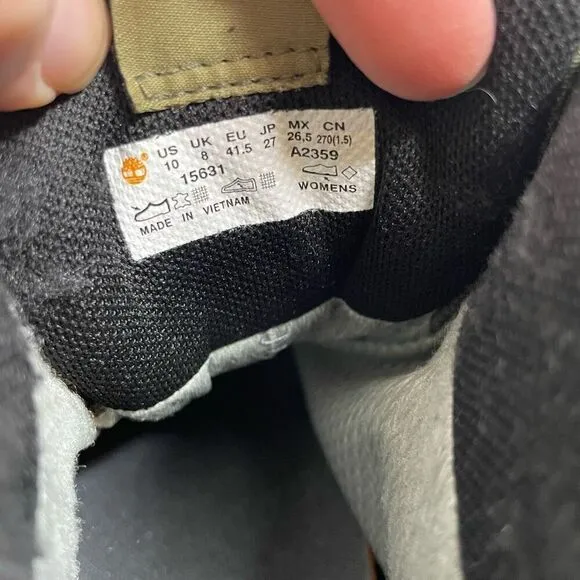 US UK EU JP MX CN
10 8 41.5 27 26,5 270(1.5)
15631 A2359
MADE IN VIETNAM WOMENS